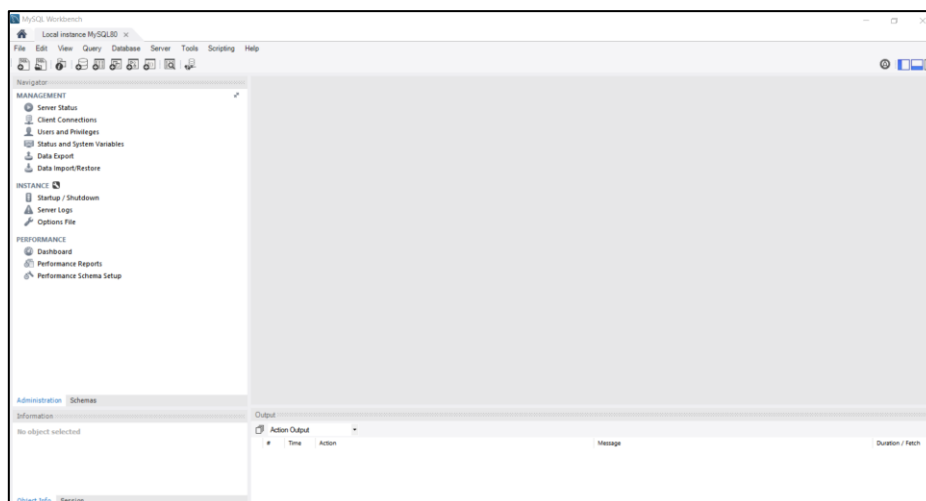 MySQL Workbench
Local instance MySQL80
File Edit View Query Database Server Tools Scripting Help
Navigator
MANAGEMENT
Server Status
Client Connections
Users and Privileges
Status and System Variables
Data Export
Data Import/Restore
INSTANCE
Startup / Shutdown
Server Logs
Options File
PERFORMANCE
Dashboard
Performance Reports
Performance Schema Setup
Administration Schemas
Information
No object selected
Output
Action Output
# Time Action Message Duration / Fetch
Object Info Session